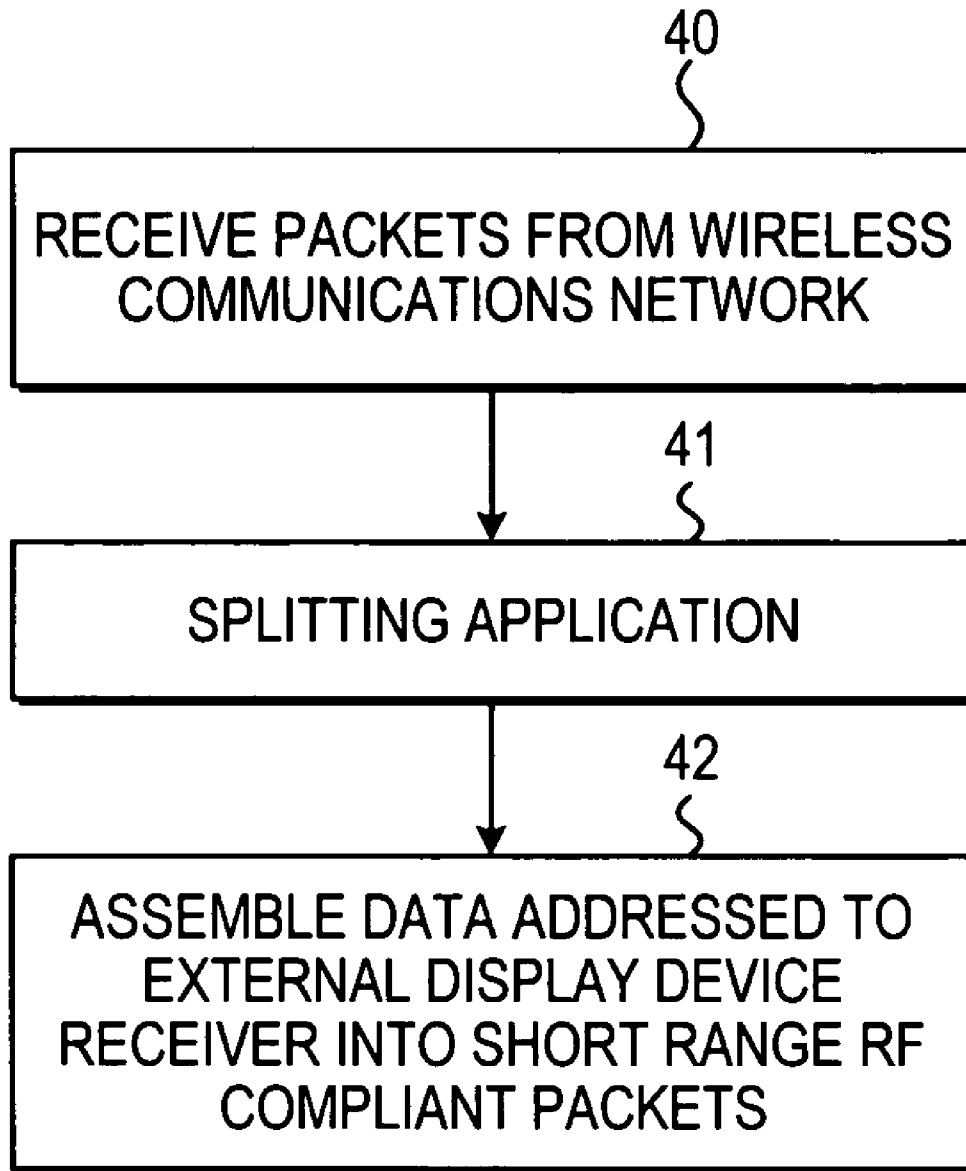 40
RECEIVE PACKETS FROM WIRELESS
COMMUNICATIONS NETWORK
41
SPLITTING APPLICATION
42
ASSEMBLE DATA ADDRESSED TO
EXTERNAL DISPLAY DEVICE
RECEIVER INTO SHORT RANGE RF
COMPLIANT PACKETS